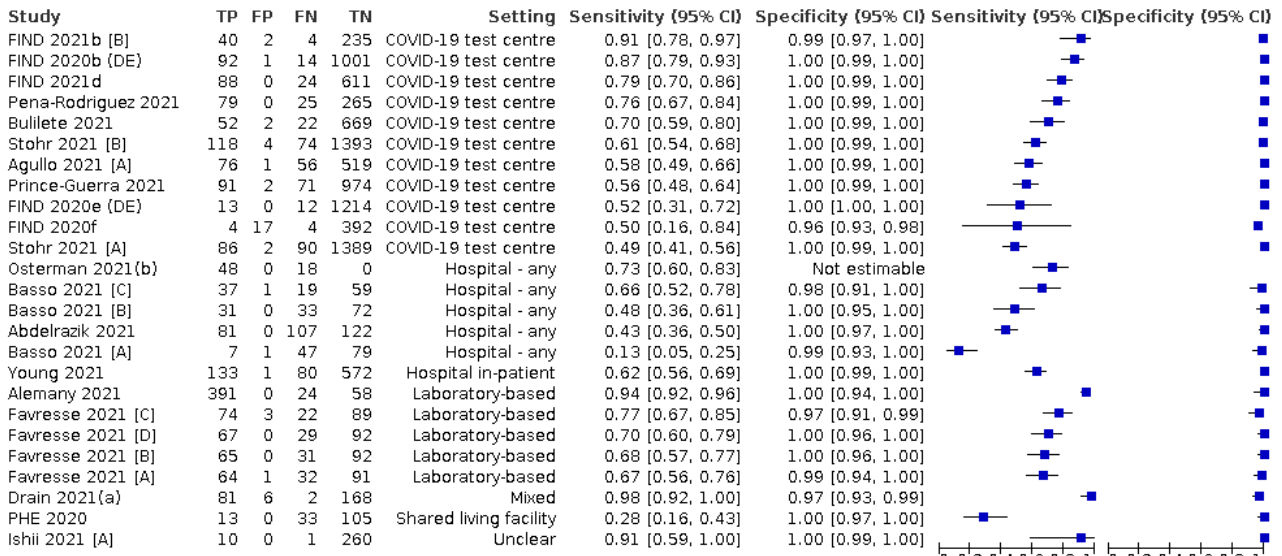 Study TP FP FN TN Setting Sensitivity (95% CI) Specificity (95% CI) Sensitivity (95% CI) Specificity (95% CI)
FIND 2021b [B] 40 2 4 235 COVID-19 test centre 0.91 [0.78, 0.97] 0.99 [0.97, 1.00]
FIND 2020b (DE) 92 1 14 1001 COVID-19 test centre 0.87 [0.79, 0.93] 1.00 [0.99, 1.00]
FIND 2021d 88 0 24 611 COVID-19 test centre 0.79 [0.70, 0.86] 1.00 [0.99, 1.00]
Pena-Rodriguez 2021 79 0 25 265 COVID-19 test centre 0.76 [0.67, 0.84] 1.00 [0.99, 1.00]
Bulilete 2021 52 2 22 669 COVID-19 test centre 0.70 [0.59, 0.80] 1.00 [0.99, 1.00]
Stohr 2021 [B] 118 4 74 1393 COVID-19 test centre 0.61 [0.54, 0.68] 1.00 [0.99, 1.00]
Agullo 2021 [A] 76 1 56 519 COVID-19 test centre 0.58 [0.49, 0.66] 1.00 [0.99, 1.00]
Prince-Guerra 2021 91 2 71 974 COVID-19 test centre 0.56 [0.48, 0.64] 1.00 [0.99, 1.00]
FIND 2020e (DE) 13 0 12 1214 COVID-19 test centre 0.52 [0.31, 0.72] 1.00 [1.00, 1.00]
FIND 2020f 4 17 4 392 COVID-19 test centre 0.50 [0.16, 0.84] 0.96 [0.93, 0.98]
Stohr 2021 [A] 86 2 90 1389 COVID-19 test centre 0.49 [0.41, 0.56] 1.00 [0.99, 1.00]
Osterman 2021(b) 48 0 18 0 Hospital - any 0.73 [0.60, 0.83] Not estimable
Basso 2021 [C] 37 1 19 59 Hospital - any 0.66 [0.52, 0.78] 0.98 [0.91, 1.00]
Basso 2021 [B] 31 0 33 72 Hospital - any 0.48 [0.36, 0.61] 1.00 [0.95, 1.00]
Abdelrazik 2021 81 0 107 122 Hospital - any 0.43 [0.36, 0.50] 1.00 [0.97, 1.00]
Basso 2021 [A] 7 1 47 79 Hospital - any 0.13 [0.05, 0.25] 0.99 [0.93, 1.00]
Young 2021 133 1 80 572 Hospital in-patient 0.62 [0.56, 0.69] 1.00 [0.99, 1.00]
Alemany 2021 391 0 24 58 Laboratory-based 0.94 [0.92, 0.96] 1.00 [0.94, 1.00]
Favresse 2021 [C] 74 3 22 89 Laboratory-based 0.77 [0.67, 0.85] 0.97 [0.91, 0.99]
Favresse 2021 [D] 67 0 29 92 Laboratory-based 0.70 [0.60, 0.79] 1.00 [0.96, 1.00]
Favresse 2021 [B] 65 0 31 92 Laboratory-based 0.68 [0.57, 0.77] 1.00 [0.96, 1.00]
Favresse 2021 [A] 64 1 32 91 Laboratory-based 0.67 [0.56, 0.76] 0.99 [0.94, 1.00]
Drain 2021(a) 81 6 2 168 Mixed 0.98 [0.92, 1.00] 0.97 [0.93, 0.99]
PHE 2020 13 0 33 105 Shared living facility 0.28 [0.16, 0.43] 1.00 [0.97, 1.00]
Ishii 2021 [A] 10 0 1 260 Unclear 0.91 [0.59, 1.00] 1.00 [0.99, 1.00]